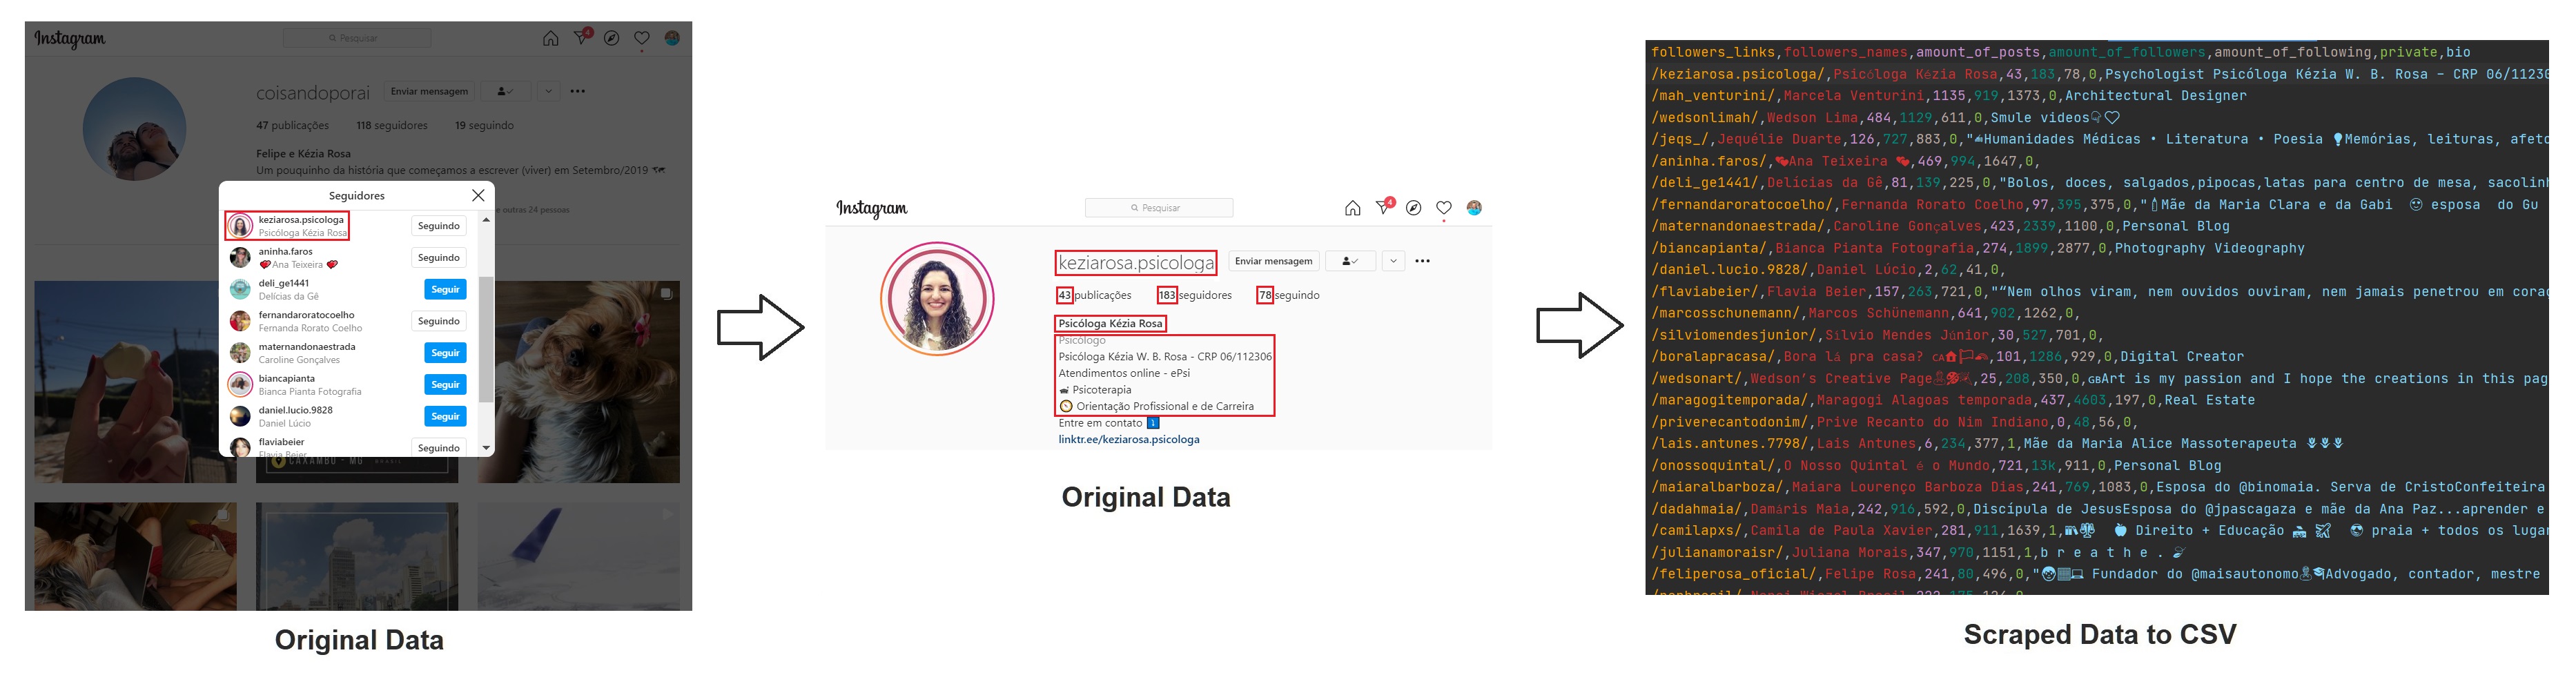 Instagram
Pesquisar
4
coisandoporai
Enviar mensagem
47 publicações 118 seguidores 19 seguindo
Felipe e Kézia Rosa
Um pouquinho da história que começamos a escrever (viver) em Setembro/2019 🗺
e outras 24 pessoas
Seguidores
keziarosa.psicologa
Psicóloga Kézia Rosa
Seguindo
aninha.faros
💖Ana Teixeira 💖
Seguindo
deli_ge1441
Delícias da Gê
Seguir
fernandaroratocoelho
Fernanda Rorato Coelho
Seguindo
maternandonaestrada
Caroline Gonçalves
Seguir
biancapianta
Bianca Pianta Fotografia
Seguir
daniel.lucio.9828
Daniel Lúcio
Seguir
flaviabeier
Flavia Beier
Seguindo
CAXAMBU - MG
Original Data
Instagram
Pesquisar
4
keziarosa.psicologa
Enviar mensagem
43 publicações 183 seguidores 78 seguindo
Psicóloga Kézia Rosa
Psicólogo
Psicóloga Kézia W. B. Rosa - CRP 06/112306
Atendimentos online - ePsi
🛋 Psicoterapia
🧭 Orientação Profissional e de Carreira
Entre em contato ⤵
linktr.ee/keziarosa.psicologa
Original Data
followers_links,followers_names,amount_of_posts,amount_of_followers,amount_of_following,private,bio
/keziarosa.psicologa/,Psicóloga Kézia Rosa,43,183,78,0,Psychologist Psicóloga Kézia W. B. Rosa - CRP 06/11230
/mah_venturini/,Marcela Venturini,1135,919,1373,0,Architectural Designer
/wedsonlimah/,Wedson Lima,484,1129,611,0,Smule videos👇♡
/jeqs_/,Jequélie Duarte,126,727,883,0,"✍Humanidades Médicas • Literatura • Poesia 💡Memórias, leituras, afeto
/aninha.faros/,💖Ana Teixeira 💖,469,994,1647,0,
/deli_ge1441/,Delícias da Gê,81,139,225,0,"Bolos, doces, salgados,pipocas,latas para centro de mesa, sacolinh
/fernandaroratocoelho/,Fernanda Rorato Coelho,97,395,375,0,"Mãe da Maria Clara e da Gabi 😍 esposa do Gu
/maternandonaestrada/,Caroline Gonçalves,423,2339,1100,0,Personal Blog
/biancapianta/,Bianca Pianta Fotografia,274,1899,2877,0,Photography Videography
/daniel.lucio.9828/,Daniel Lúcio,2,62,41,0,
/flaviabeier/,Flavia Beier,157,263,721,0,"“Nem olhos viram, nem ouvidos ouviram, nem jamais penetrou em corac
/marcosschunemann/,Marcos Schünemann,641,902,1262,0,
/silviomendesjunior/,Sílvio Mendes Júnior,30,527,701,0,
/boralapracasa/,Bora lá pra casa? CA🏠,101,1286,929,0,Digital Creator
/wedsonart/,Wedson's Creative Page🎨,25,208,350,0,GBArt is my passion and I hope the creations in this pag
/maragogitemporada/,Maragogi Alagoas temporada,437,4603,197,0,Real Estate
/priverecantodonim/,Prive Recanto do Nim Indiano,0,48,56,0,
/lais.antunes.7798/,Lais Antunes,6,234,377,1,Mãe da Maria Alice Massoterapeuta 🌷🌷🌷
/onossoquintal/,O Nosso Quintal é o Mundo,721,13k,911,0,Personal Blog
/maiaralbarboza/,Maiara Lourenço Barboza Dias,241,769,1083,0,Esposa do @binomaia. Serva de CristoConfeiteira
/dadahmaia/,Damáris Maia,242,916,592,0,Discípula de JesusEsposa do @jpascagaza e mãe da Ana Paz...aprender e
/camilapxs/,Camila de Paula Xavier,281,911,1639,1,📚⚖ 🍎 Direito + Educação 😎 praia + todos os lugar
/julianamoraisr/,Juliana Morais,347,970,1151,1,b r e a t h e . 🍃
/feliperosa_oficial/,Felipe Rosa,241,80,496,0,"💻 Fundador do @maisautonomo🎓Advogado, contador, mestre
Scraped Data to CSV